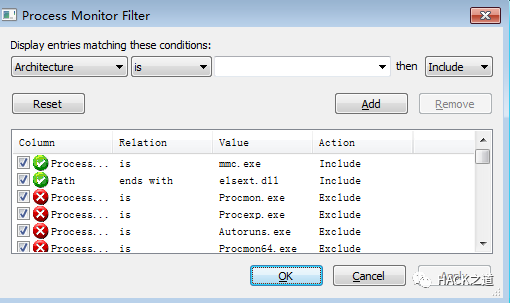 Process Monitor Filter
Display entries matching these conditions:
Architecture is then Include
Reset Add Remove
Column Relation Value Action
Process... is mmc.exe Include
Path ends with elsext.dll Include
Process... is Procmon.exe Exclude
Process... is Procexp.exe Exclude
Process... is Autoruns.exe Exclude
Process... is Procmon64.exe Exclude
OK Cancel
HACK之道